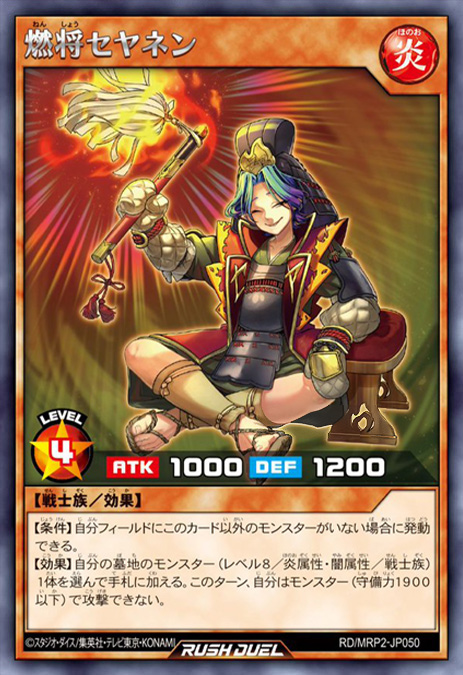 燃将セヤネン
炎
LEVEL
4
ATK 1000 DEF 1200
【戦士族/効果】
【条件】自分フィールドにこのカード以外のモンスターがいない場合に発動
できる。
【効果】自分の墓地のモンスター(レベル8/炎属性・闇属性/戦士族)
1体を選んで手札に加える。このターン、自分はモンスター(守備力1900
以下)で攻撃できない。
©スタジオ・ダイス/集英社・テレビ東京・KONAMI
RUSH DUEL
RD/MRP2-JP050